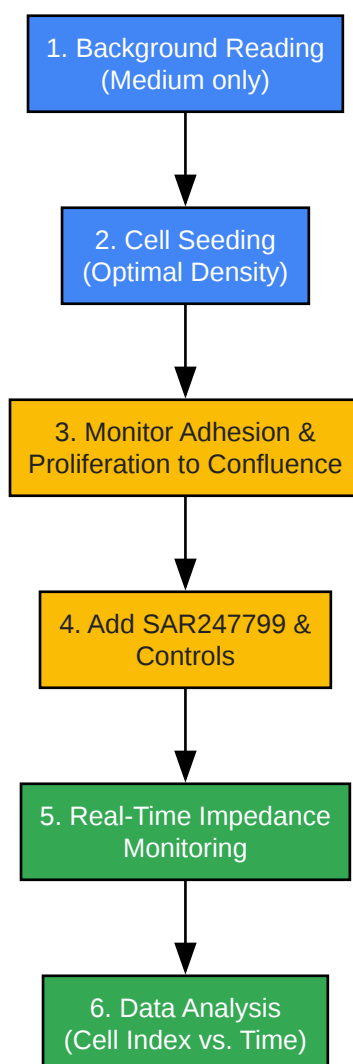 1. Background Reading
(Medium only)
2. Cell Seeding
(Optimal Density)
3. Monitor Adhesion &
Proliferation to Confluence
4. Add SAR247799 &
Controls
5. Real-Time Impedance
Monitoring
6. Data Analysis
(Cell Index vs. Time)